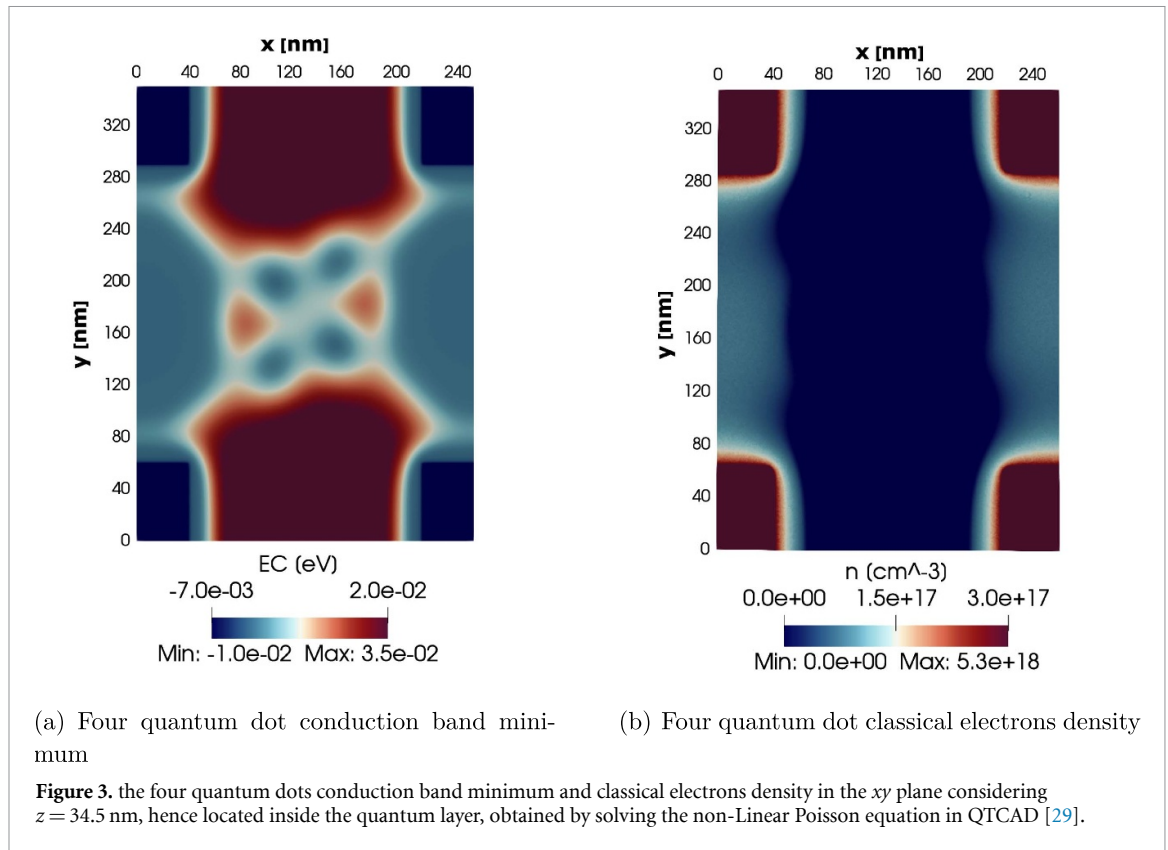 x [nm]
0 40 80 120 160 200 240
y [nm]
320
280
240
200
160
120
80
40
0
EC (eV)
-7.0e-03 2.0e-02
Min: -1.0e-02 Max: 3.5e-02
(a) Four quantum dot conduction band mini-
mum
x [nm]
0 40 80 120 160 200 240
y [nm]
320
280
240
200
160
120
80
40
0
n (cm^-3)
0.0e+00 1.5e+17 3.0e+17
Min: 0.0e+00 Max: 5.3e+18
(b) Four quantum dot classical electrons density
Figure 3. the four quantum dots conduction band minimum and classical electrons density in the xy plane considering
z = 34.5 nm, hence located inside the quantum layer, obtained by solving the non-Linear Poisson equation in QTCAD [29].